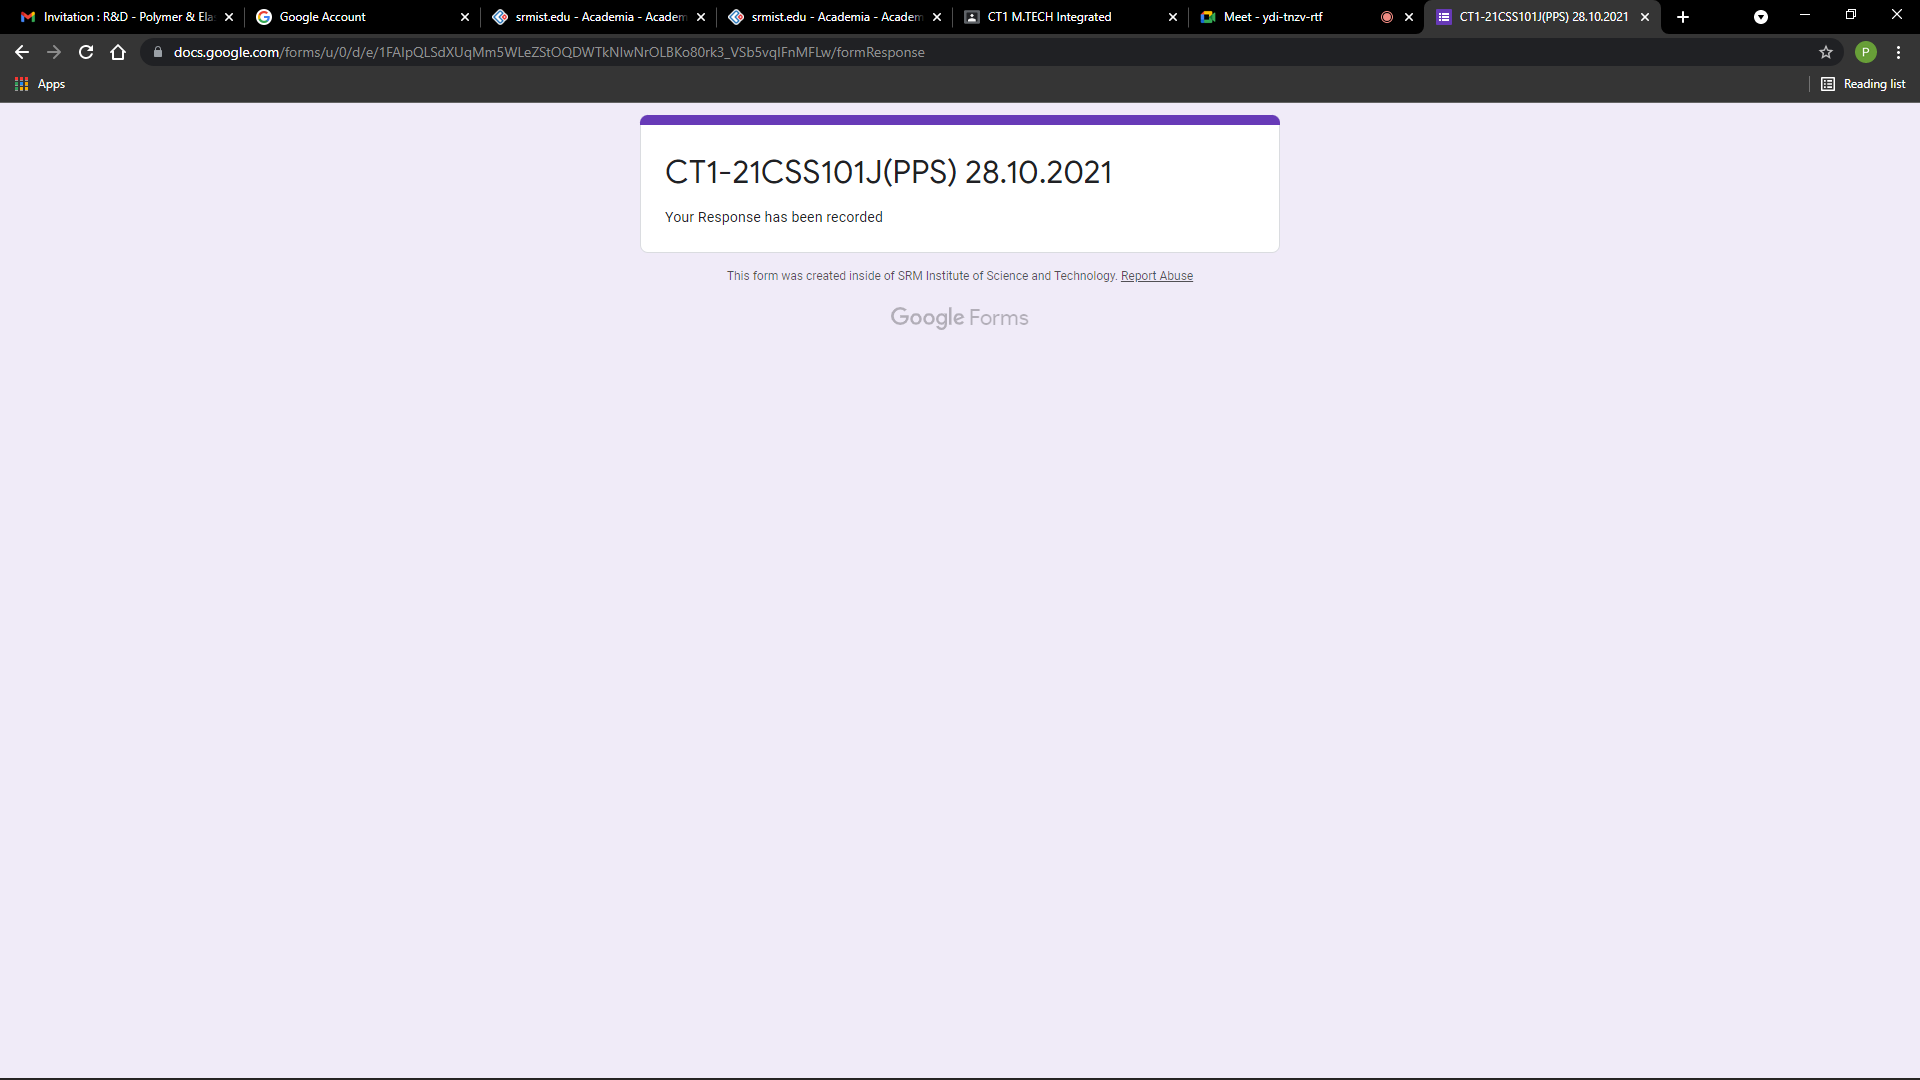 Invitation : R&D - Polymer & Ela
Google Account
srmist.edu - Academia - Academ
srmist.edu - Academia - Academ
CT1 M.TECH Integrated
Meet - ydi-tnzv-rtf
CT1-21CSS101J(PPS) 28.10.2021
docs.google.com/forms/u/0/d/e/1FAIpQLSdXUqMm5WLeZStOQDWTkNIwNrOLBKo80rk3_VSb5vqIFnMFLw/formResponse
P
Apps
Reading list
CT1-21CSS101J(PPS) 28.10.2021
Your Response has been recorded
This form was created inside of SRM Institute of Science and Technology. Report Abuse
Google Forms